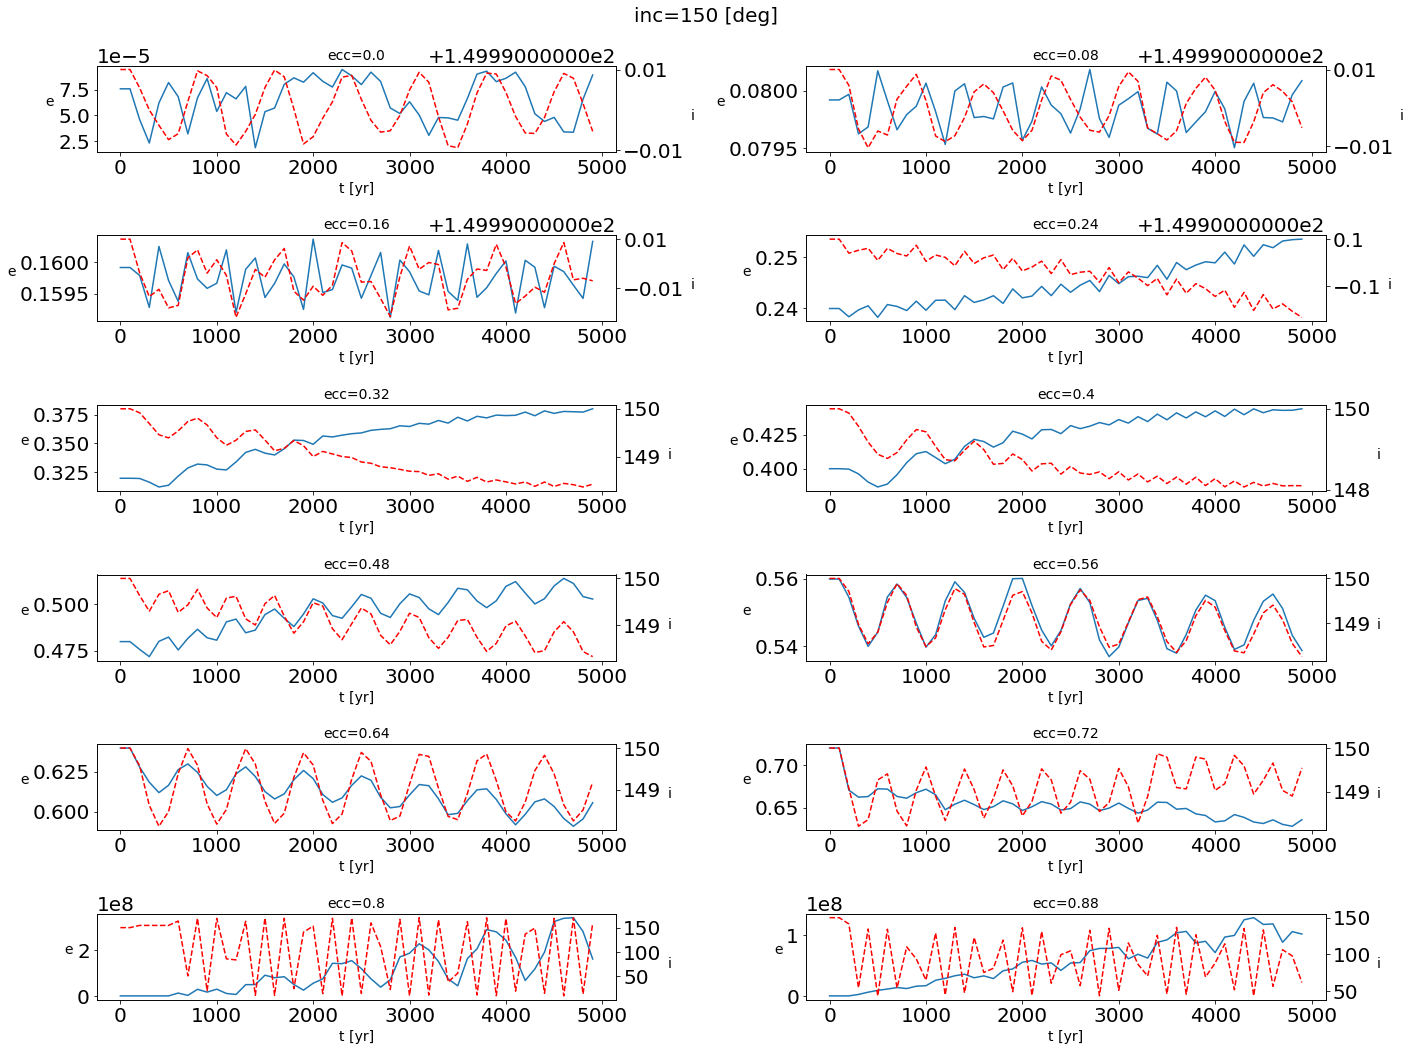 inc=150 [deg]
ecc=0.0
1e−5
+1.4999000000e2
7.5
5.0
2.5
e
0.01
−0.01
i
0 1000 2000 3000 4000 5000
t [yr]
ecc=0.08
+1.4999000000e2
0.0800
0.0795
e
0.01
−0.01
i
0 1000 2000 3000 4000 5000
t [yr]
ecc=0.16
+1.4999000000e2
0.1600
0.1595
e
0.01
−0.01
i
0 1000 2000 3000 4000 5000
t [yr]
ecc=0.24
+1.4999000000e2
0.25
0.24
e
0.1
−0.1
i
0 1000 2000 3000 4000 5000
t [yr]
ecc=0.32
0.375
0.350
0.325
e
150
149
i
0 1000 2000 3000 4000 5000
t [yr]
ecc=0.4
0.425
0.400
e
150
148
i
0 1000 2000 3000 4000 5000
t [yr]
ecc=0.48
0.500
0.475
e
150
149
i
0 1000 2000 3000 4000 5000
t [yr]
ecc=0.56
0.56
0.54
e
150
149
i
0 1000 2000 3000 4000 5000
t [yr]
ecc=0.64
0.625
0.600
e
150
149
i
0 1000 2000 3000 4000 5000
t [yr]
ecc=0.72
0.70
0.65
e
150
149
i
0 1000 2000 3000 4000 5000
t [yr]
ecc=0.8
1e8
2
0
e
150
100
50
i
0 1000 2000 3000 4000 5000
t [yr]
ecc=0.88
1e8
1
0
e
150
100
50
i
0 1000 2000 3000 4000 5000
t [yr]